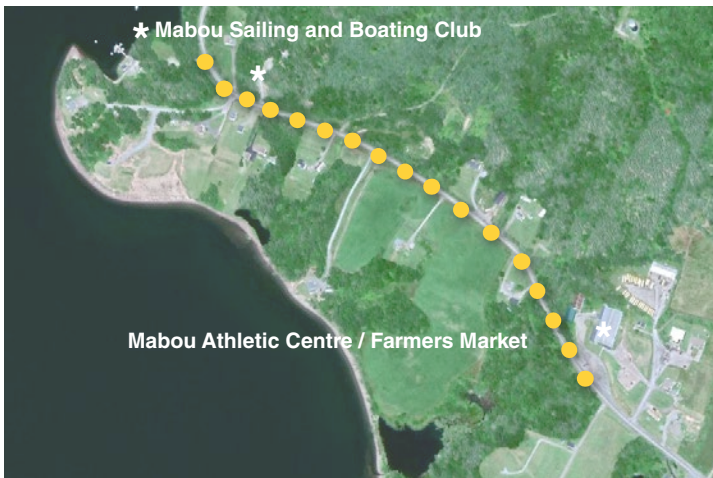 * Mabou Sailing and Boating Club
*
Mabou Athletic Centre / Farmers Market
*